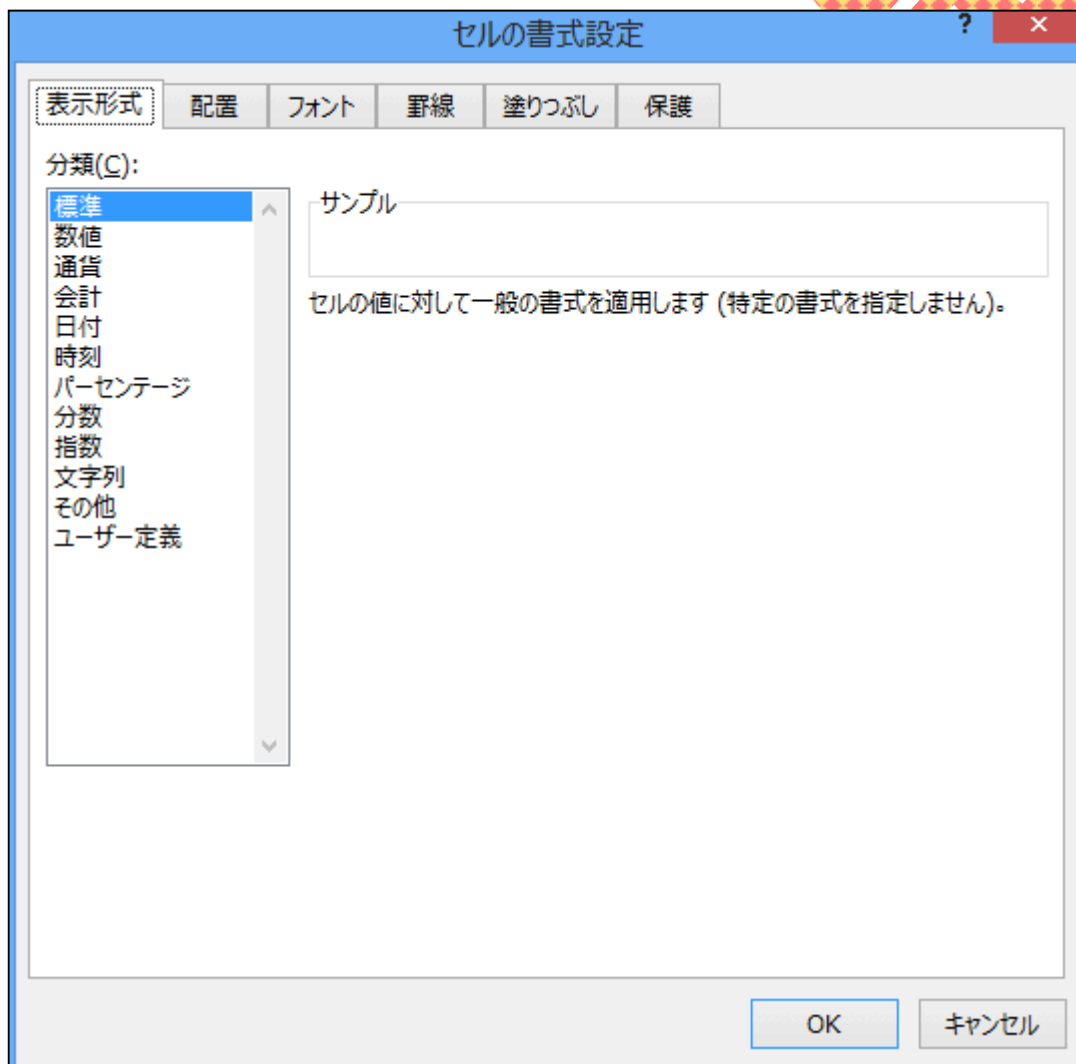 セルの書式設定
? ×
表示形式 配置 フォント 罫線 塗りつぶし 保護
分類(C):
標準
数値
通貨
会計
日付
時刻
パーセンテージ
分数
指数
文字列
その他
ユーザー定義
サンプル
セルの値に対して一般の書式を適用します (特定の書式を指定しません)。
OK キャンセル